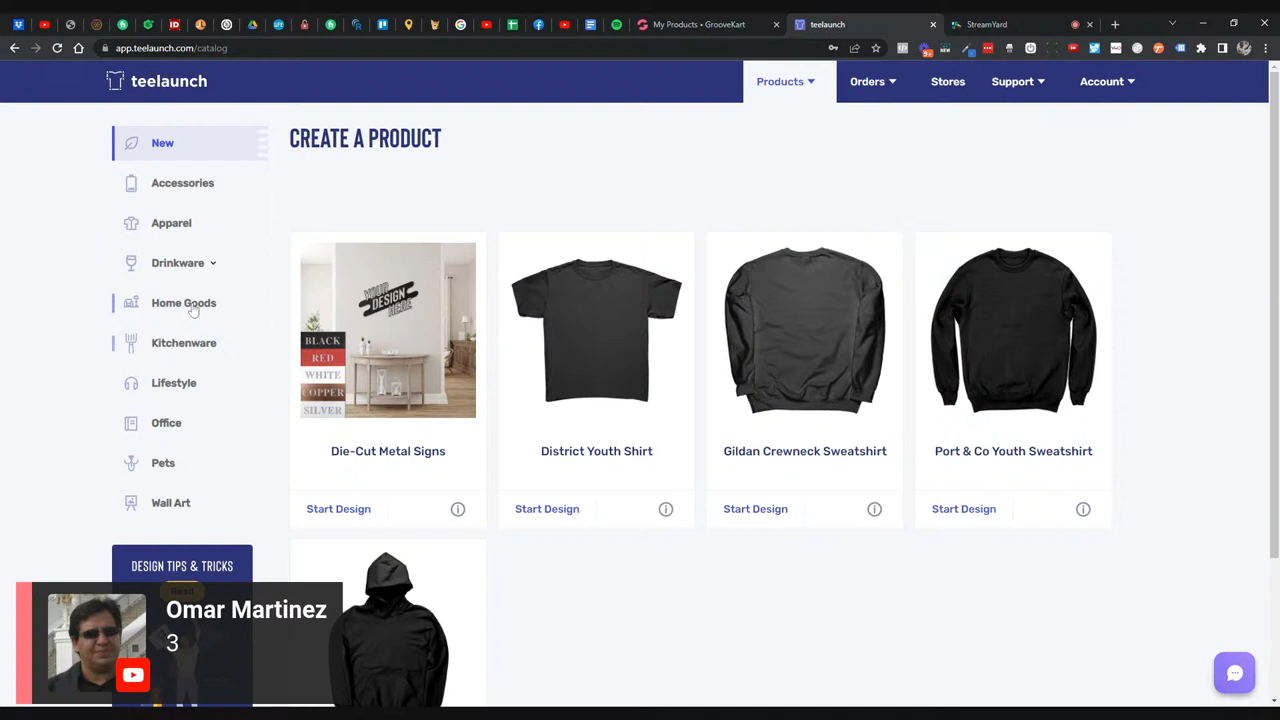 My Products - GrooveKart
teelaunch
StreamYard
app.teelaunch.com/catalog
teelaunch
Products
Orders
Stores
Support
Account
New
Accessories
Apparel
Drinkware
Home Goods
Kitchenware
Lifestyle
Office
Pets
Wall Art
CREATE A PRODUCT
YOUR
DESIGN
HERE
BLACK
RED
WHITE
COPPER
SILVER
Die-Cut Metal Signs
District Youth Shirt
Gildan Crewneck Sweatshirt
Port & Co Youth Sweatshirt
Start Design
Start Design
Start Design
Start Design
DESIGN TIPS & TRICKS
Read
Omar Martinez
3